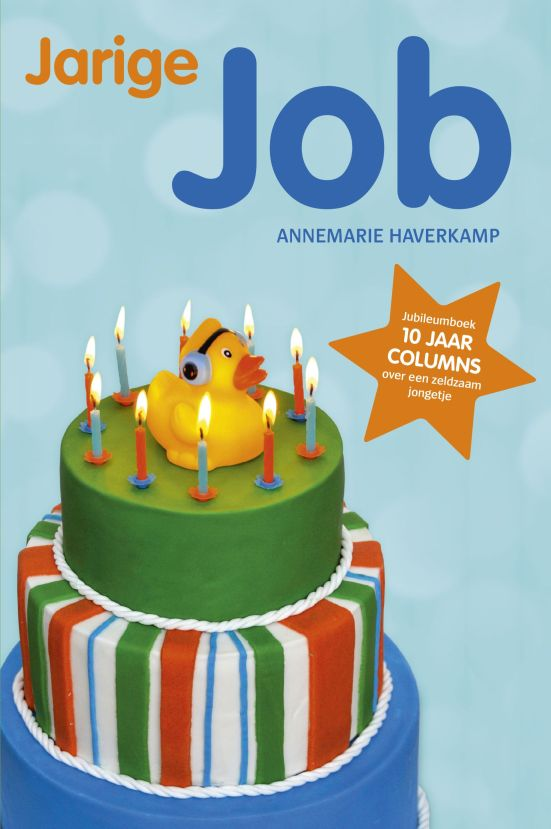 Jarige
Job
ANNEMARIE HAVERKAMP
Jubileumboek
10 JAAR
COLUMNS
over een zeldzaam
jongetje